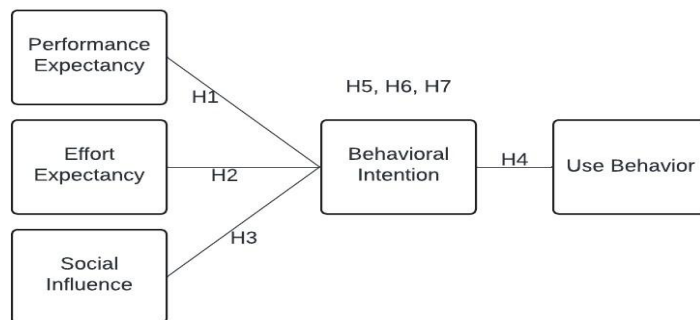 Performance
Expectancy
H1
H5, H6, H7
Effort
Expectancy
H2
Behavioral
Intention
H4
Use Behavior
H3
Social
Influence